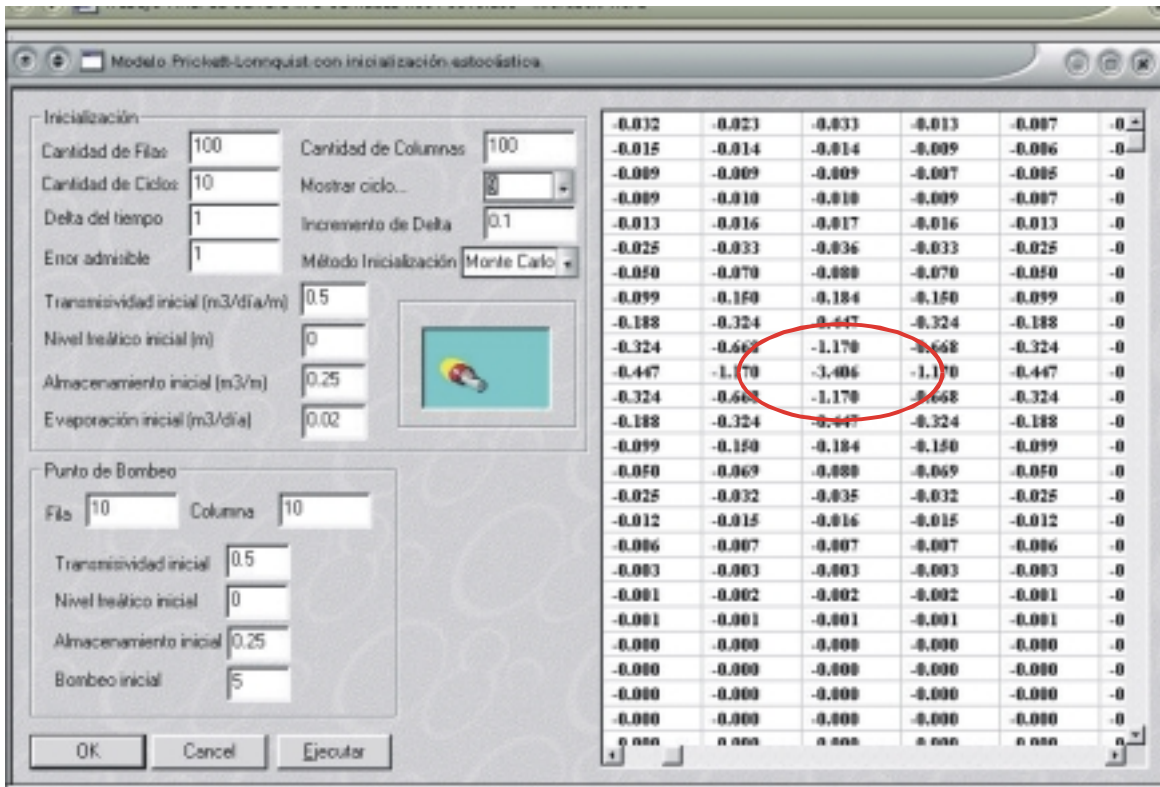 Modelo Prickett-Lonnquist con inicialización estocástica.
Inicialización
Cantidad de Filas 100 Cantidad de Columnas 100
Cantidad de Ciclos 10 Mostrar ciclo...
Delta del tiempo 1 Incremento de Delta 0.1
Error admisible 1 Método Inicialización Monte Carlo
Transmisividad inicial (m3/día/m) 0.5
Nivel freático inicial (m) 0
Almacenamiento inicial (m3/m) 0.25
Evaporación inicial (m3/día) 0.02
Punto de Bombeo
Fila 10 Columna 10
Transmisividad inicial 0.5
Nivel freático inicial 0
Almacenamiento inicial 0.25
Bombeo inicial 5
OK Cancel Ejecutar
-0.032 -0.023 -0.033 -0.013 -0.007
-0.015 -0.014 -0.014 -0.009 -0.006
-0.009 -0.009 -0.009 -0.007 -0.005
-0.009 -0.010 -0.010 -0.009 -0.007
-0.013 -0.016 -0.017 -0.016 -0.013
-0.025 -0.033 -0.036 -0.033 -0.025
-0.050 -0.070 -0.080 -0.070 -0.050
-0.099 -0.150 -0.184 -0.150 -0.099
-0.188 -0.324 -0.447 -0.324 -0.188
-0.324 -0.668 -1.170 -0.668 -0.324
-0.447 -1.170 -3.406 -1.170 -0.447
-0.324 -0.668 -1.170 -0.668 -0.324
-0.188 -0.324 -0.447 -0.324 -0.188
-0.099 -0.150 -0.184 -0.150 -0.099
-0.050 -0.069 -0.080 -0.069 -0.050
-0.025 -0.032 -0.035 -0.032 -0.025
-0.012 -0.015 -0.016 -0.015 -0.012
-0.006 -0.007 -0.007 -0.007 -0.006
-0.003 -0.003 -0.003 -0.003 -0.003
-0.001 -0.002 -0.002 -0.002 -0.001
-0.001 -0.001 -0.001 -0.001 -0.001
-0.000 -0.000 -0.000 -0.000 -0.000
-0.000 -0.000 -0.000 -0.000 -0.000
-0.000 -0.000 -0.000 -0.000 -0.000
-0.000 -0.000 -0.000 -0.000 -0.000